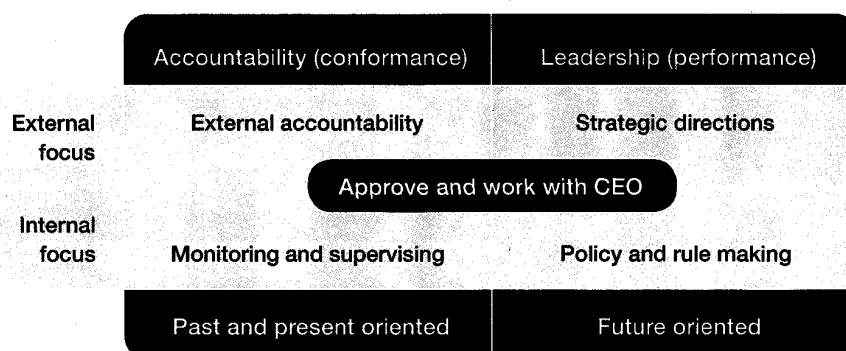 Accountability (conformance) Leadership (performance)
External focus External accountability Strategic directions
Approve and work with CEO
Internal focus Monitoring and supervising Policy and rule making
Past and present oriented Future oriented